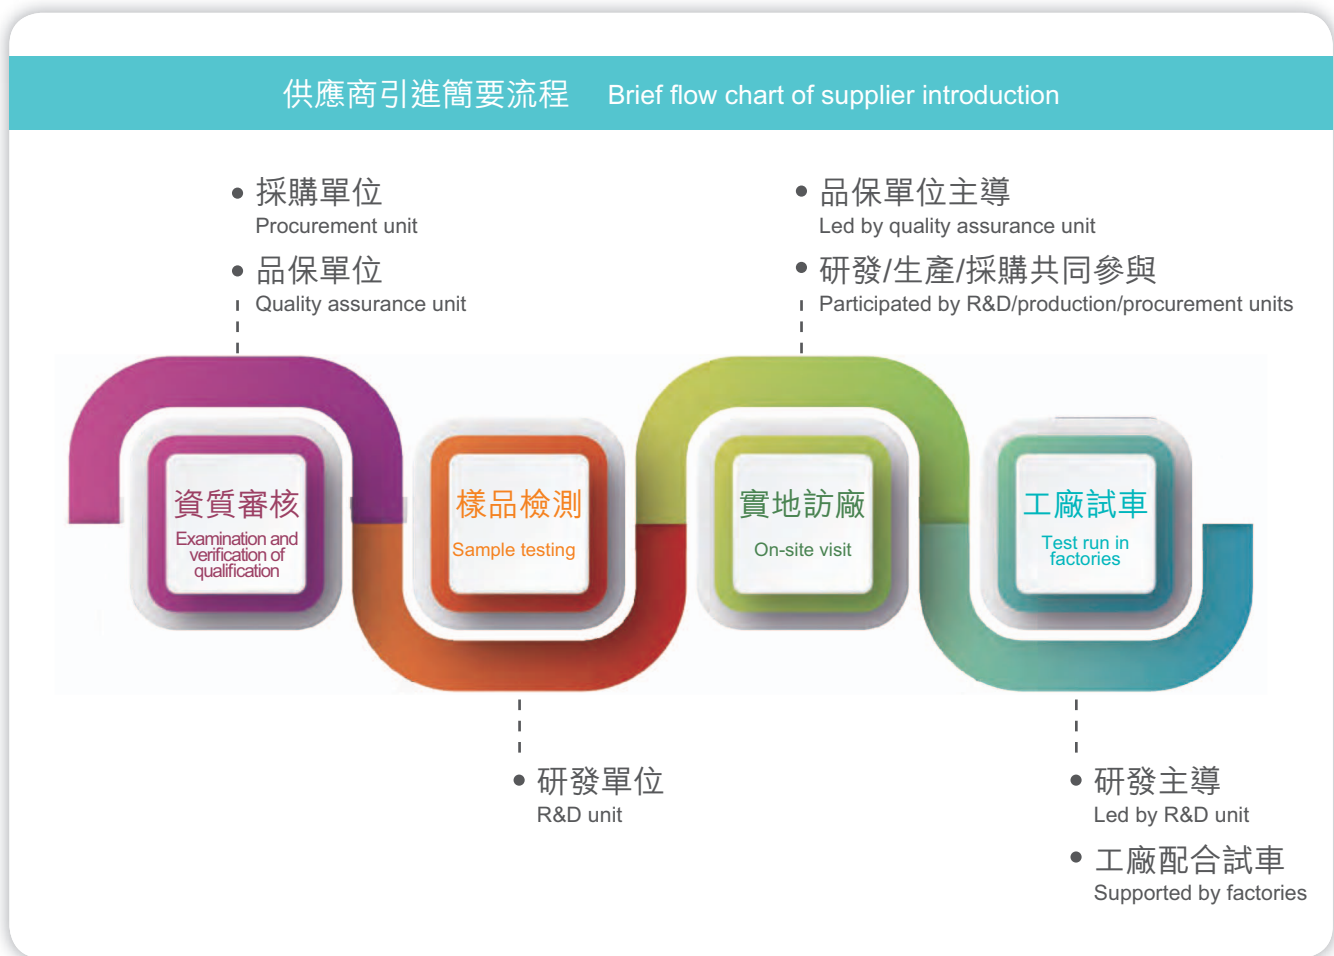 供應商引進簡要流程 Brief flow chart of supplier introduction
採購單位
Procurement unit
品保單位
Quality assurance unit
品保單位主導
Led by quality assurance unit
研發/生產/採購共同參與
Participated by R&D/production/procurement units
資質審核
Examination and
verification of
qualification
樣品檢測
Sample testing
實地訪廠
On-site visit
工廠試車
Test run in
factories
研發單位
R&D unit
研發主導
Led by R&D unit
工廠配合試車
Supported by factories